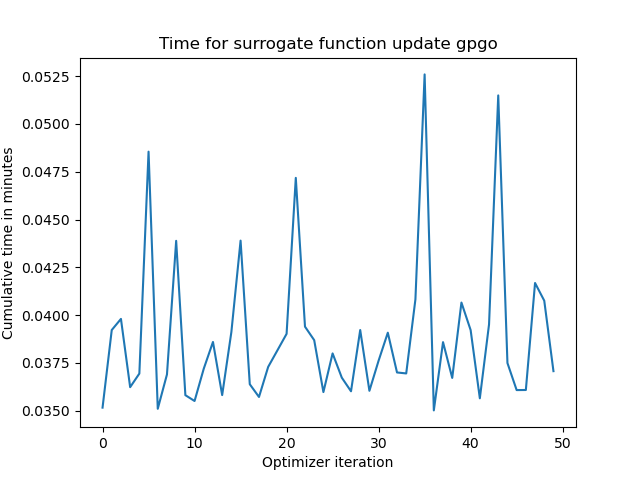 Time for surrogate function update gpgo
Cumulative time in minutes
0.0525
0.0500
0.0475
0.0450
0.0425
0.0400
0.0375
0.0350
0 10 20 30 40 50
Optimizer iteration